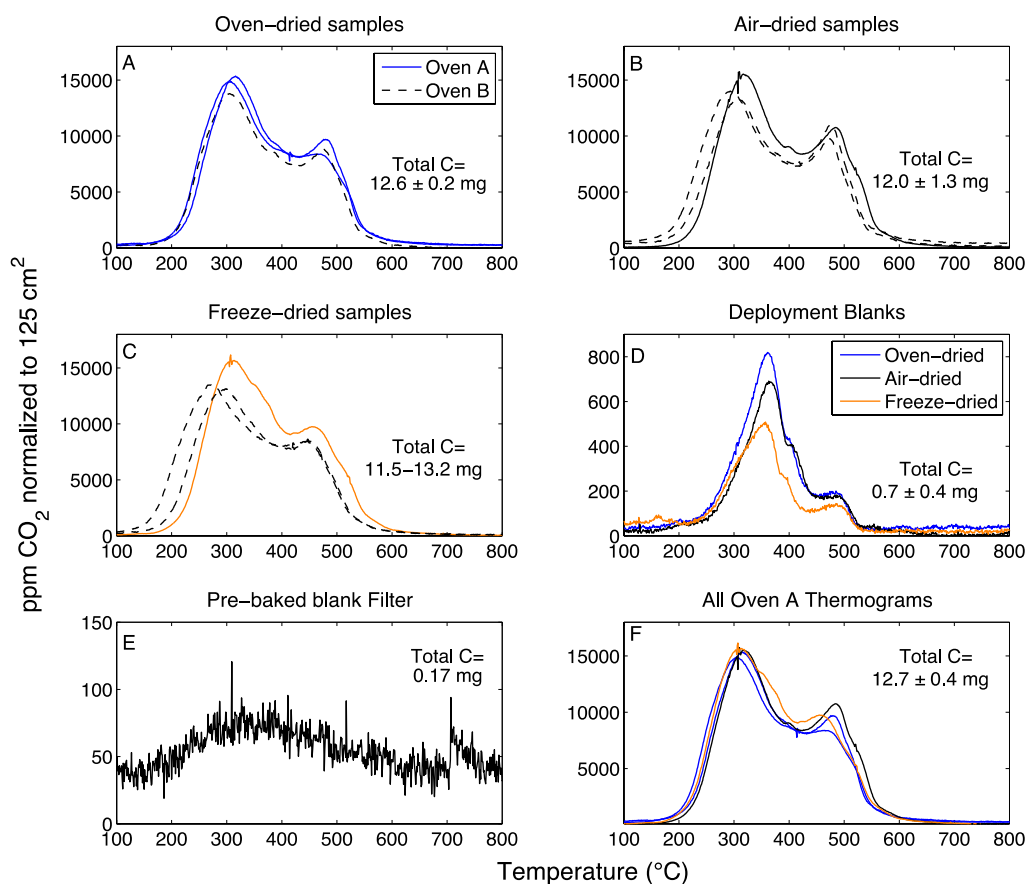 Oven−dried samples
A
Oven A
Oven B
Total C=
12.6 ± 0.2 mg
15000
10000
5000
0
100 200 300 400 500 600 700 800
Air−dried samples
B
Total C=
12.0 ± 1.3 mg
15000
10000
5000
0
100 200 300 400 500 600 700 800
Freeze−dried samples
C
Total C=
11.5−13.2 mg
15000
10000
5000
0
100 200 300 400 500 600 700 800
Deployment Blanks
D
Oven−dried
Air−dried
Freeze−dried
Total C=
0.7 ± 0.4 mg
800
600
400
200
0
100 200 300 400 500 600 700 800
Pre−baked blank Filter
E
Total C=
0.17 mg
150
100
50
0
100 200 300 400 500 600 700 800
All Oven A Thermograms
F
Total C=
12.7 ± 0.4 mg
15000
10000
5000
100 200 300 400 500 600 700 800
ppm CO2 normalized to 125 cm2
Temperature (°C)